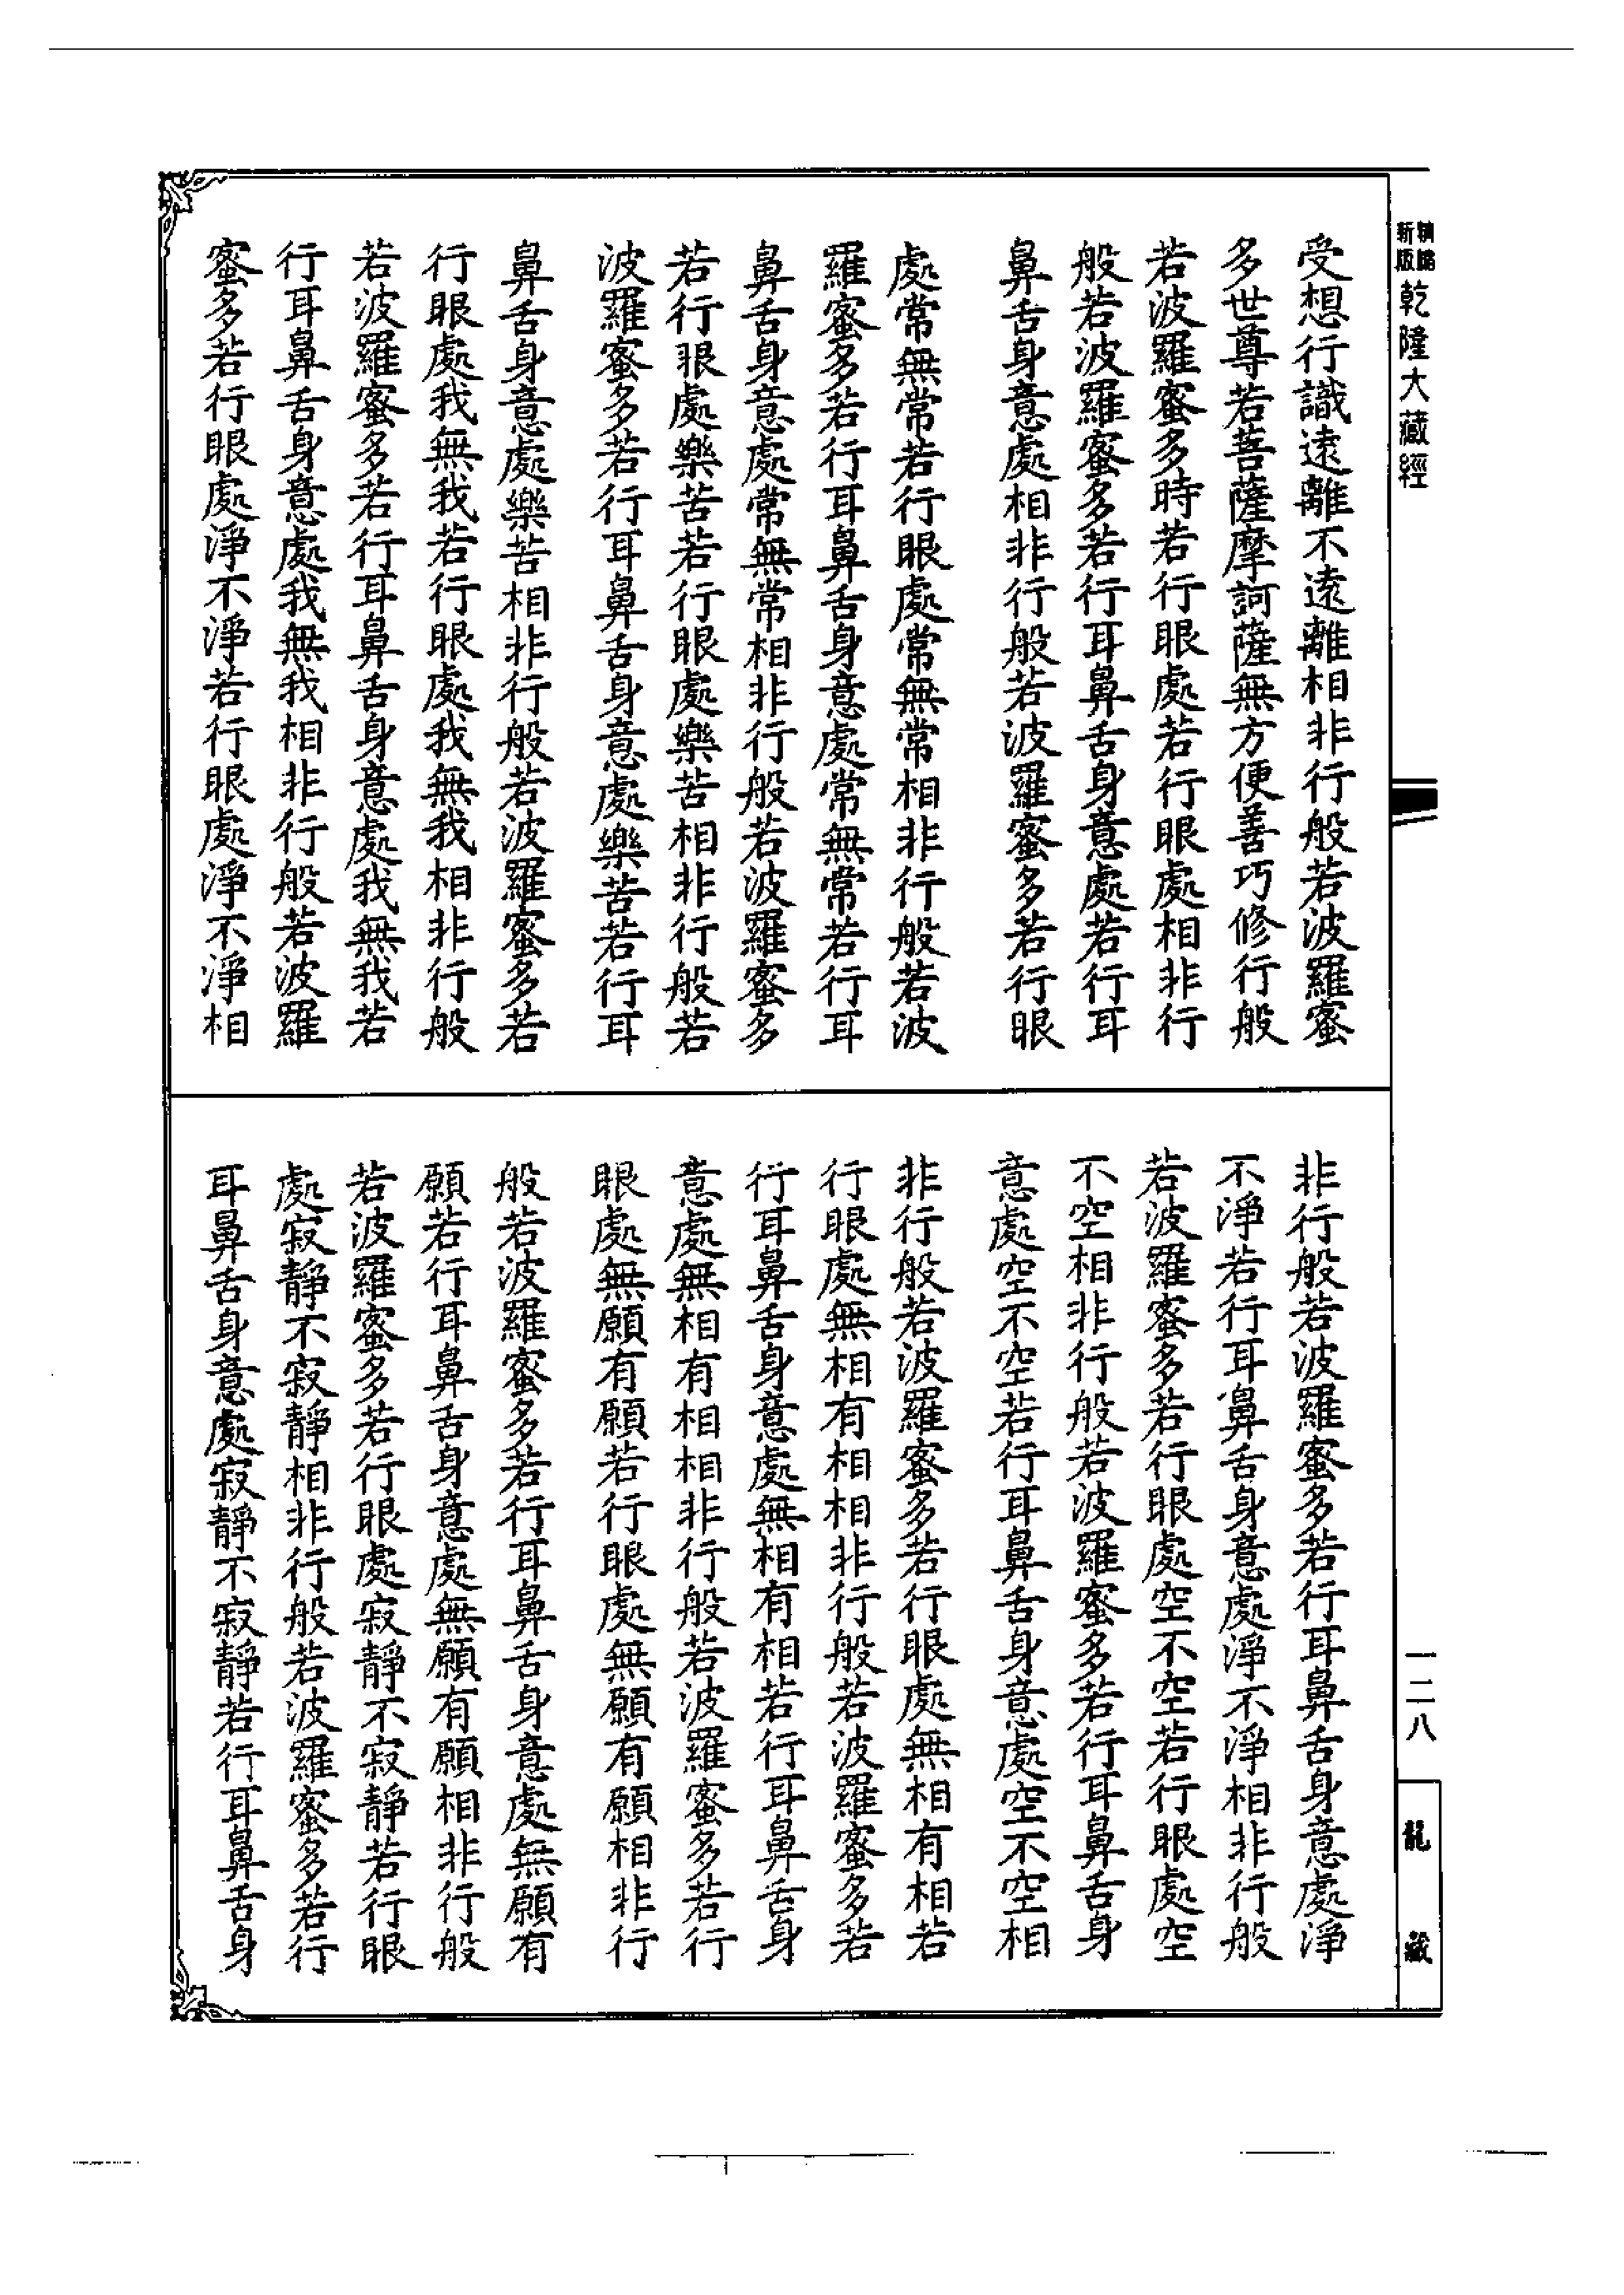 新版
乾隆大藏經
受想行識遠離不遠離相非行般若波羅蜜
多世尊若菩薩摩訶薩無方便善巧修行般
若波羅蜜多時若行眼處若行眼處相非行
般若波羅蜜多若行耳鼻舌身意處若行耳
鼻舌身意處相非行般若波羅蜜多若行眼
處常無常若行眼處常無常相非行般若波
羅蜜多若行耳鼻舌身意處常無常若行耳
鼻舌身意處常無常相非行般若波羅蜜多
若行眼處樂苦若行眼處樂苦相非行般若
波羅蜜多若行耳鼻舌身意處樂苦若行耳
鼻舌身意處樂苦相非行般若波羅蜜多若
行眼處我無我若行眼處我無我相非行般
若波羅蜜多若行耳鼻舌身意處我無我若
行耳鼻舌身意處我無我相非行般若波羅
蜜多若行眼處淨不淨若行眼處淨不淨相
非行般若波羅蜜多若行耳鼻舌身意處淨
不淨若行耳鼻舌身意處淨不淨相非行般
若波羅蜜多若行眼處空不空若行眼處空
不空相非行般若波羅蜜多若行耳鼻舌身
意處空不空若行耳鼻舌身意處空不空相
非行般若波羅蜜多若行眼處無相有相若
行眼處無相有相相非行般若波羅蜜多若
行耳鼻舌身意處無相有相若行耳鼻舌身
意處無相有相相非行般若波羅蜜多若行
眼處無願有願若行眼處無願有願相非行
般若波羅蜜多若行耳鼻舌身意處無願有
願若行耳鼻舌身意處無願有願相非行般
若波羅蜜多若行眼處寂靜不寂靜若行眼
處寂靜不寂靜相非行般若波羅蜜多若行
耳鼻舌身意處寂靜不寂靜若行耳鼻舌身
一二八
龍藏